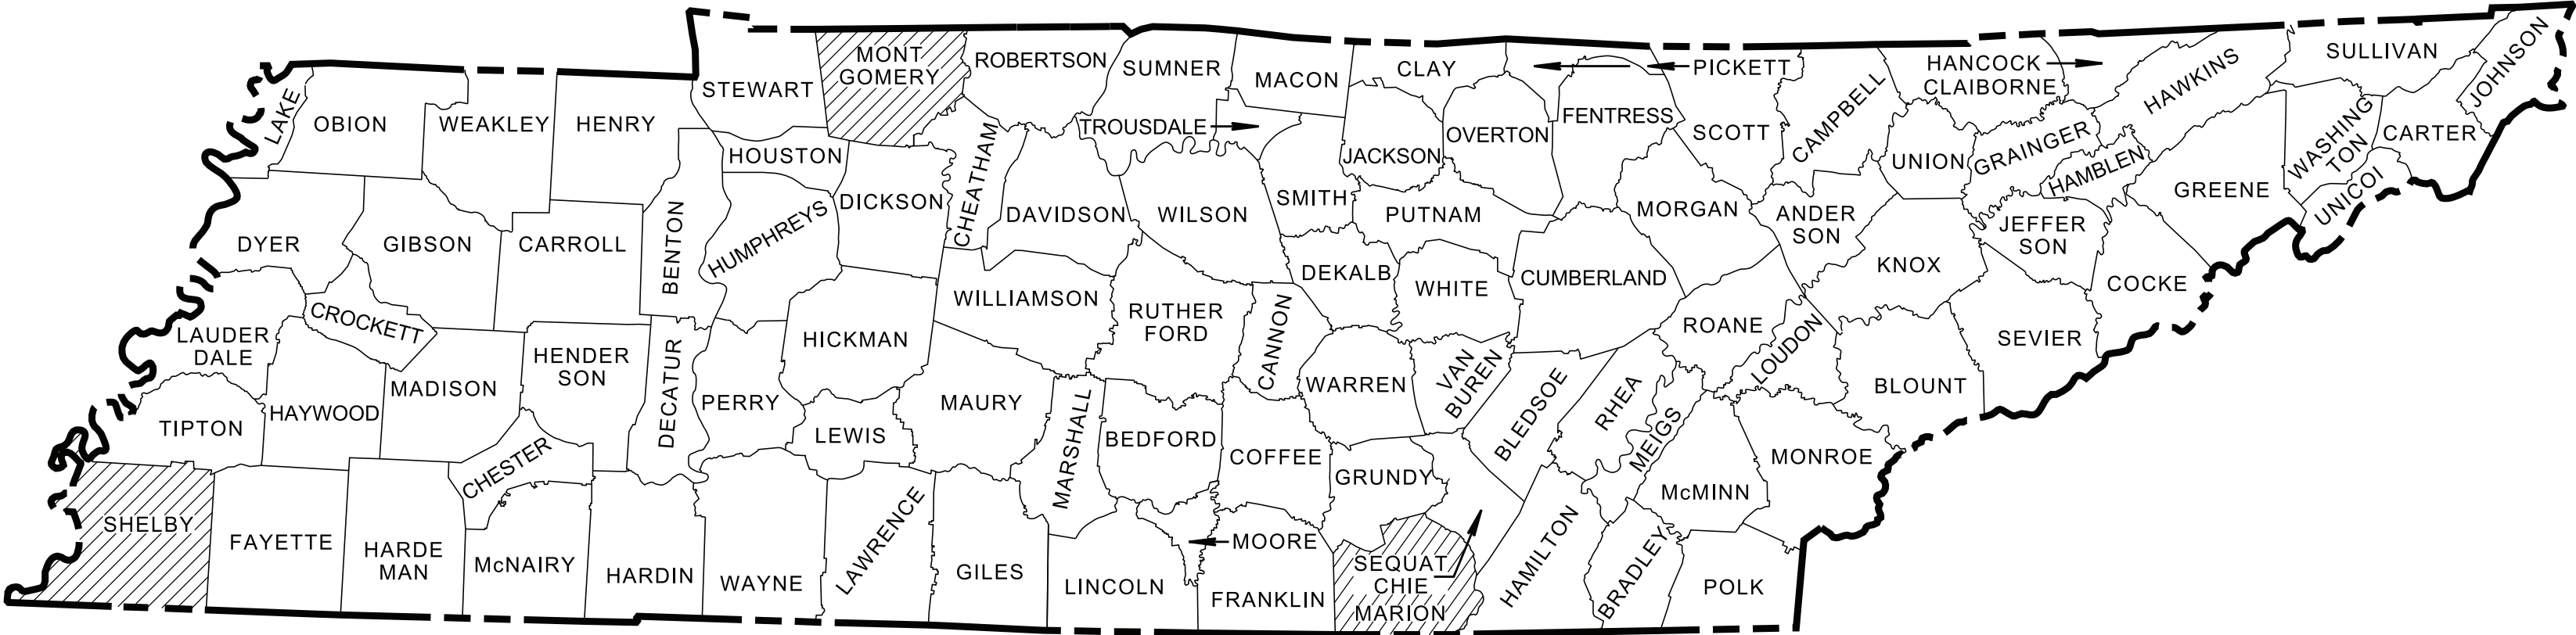 LAKE
OBION
WEAKLEY
HENRY
STEWART
MONT
GOMERY
ROBERTSON
SUMNER
MACON
CLAY
PICKETT
HANCOCK
CLAIBORNE
HAWKINS
SULLIVAN
JOHNSON
TROUSDALE
JACKSON
OVERTON
FENTRESS
SCOTT
CAMPBELL
UNION
GRAINGER
HAMBLEN
GREENE
WASHING
TON
CARTER
UNICOI
HOUSTON
DICKSON
CHEATHAM
DAVIDSON
WILSON
SMITH
PUTNAM
MORGAN
ANDER
SON
JEFFER
SON
DYER
GIBSON
CARROLL
BENTON
HUMPHREYS
WILLIAMSON
RUTHER
FORD
CANNON
DEKALB
WHITE
CUMBERLAND
KNOX
COCKE
LAUDER
DALE
CROCKETT
HENDER
SON
DECATUR
PERRY
HICKMAN
ROANE
LOUDON
SEVIER
TIPTON
HAYWOOD
MADISON
LEWIS
MAURY
MARSHALL
BEDFORD
COFFEE
WARREN
VAN
BUREN
BLEDSOE
RHEA
MEIGS
BLOUNT
SHELBY
FAYETTE
HARDE
MAN
CHESTER
McNAIRY
HARDIN
WAYNE
LAWRENCE
GILES
LINCOLN
MOORE
FRANKLIN
GRUNDY
SEQUAT
CHIE
MARION
HAMILTON
BRADLEY
McMINN
MONROE
POLK